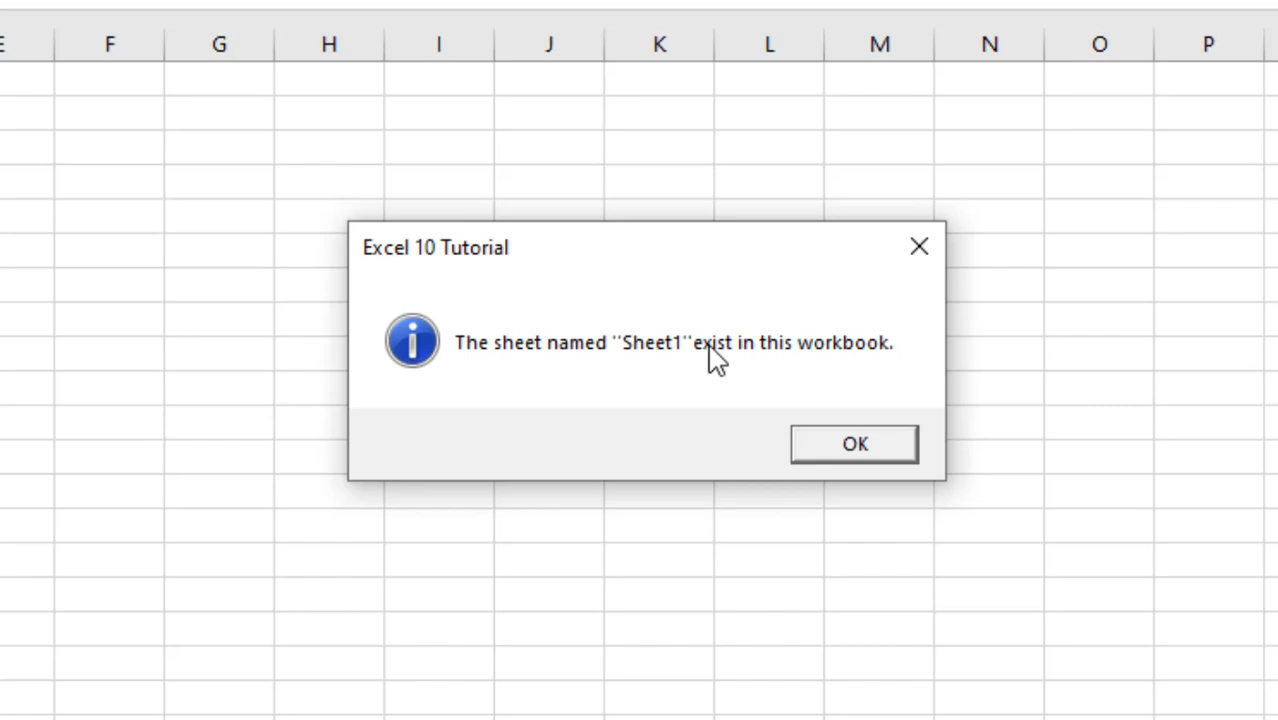 E F G H I J K L M N O P
Excel 10 Tutorial
The sheet named ''Sheet1''exist in this workbook.
OK